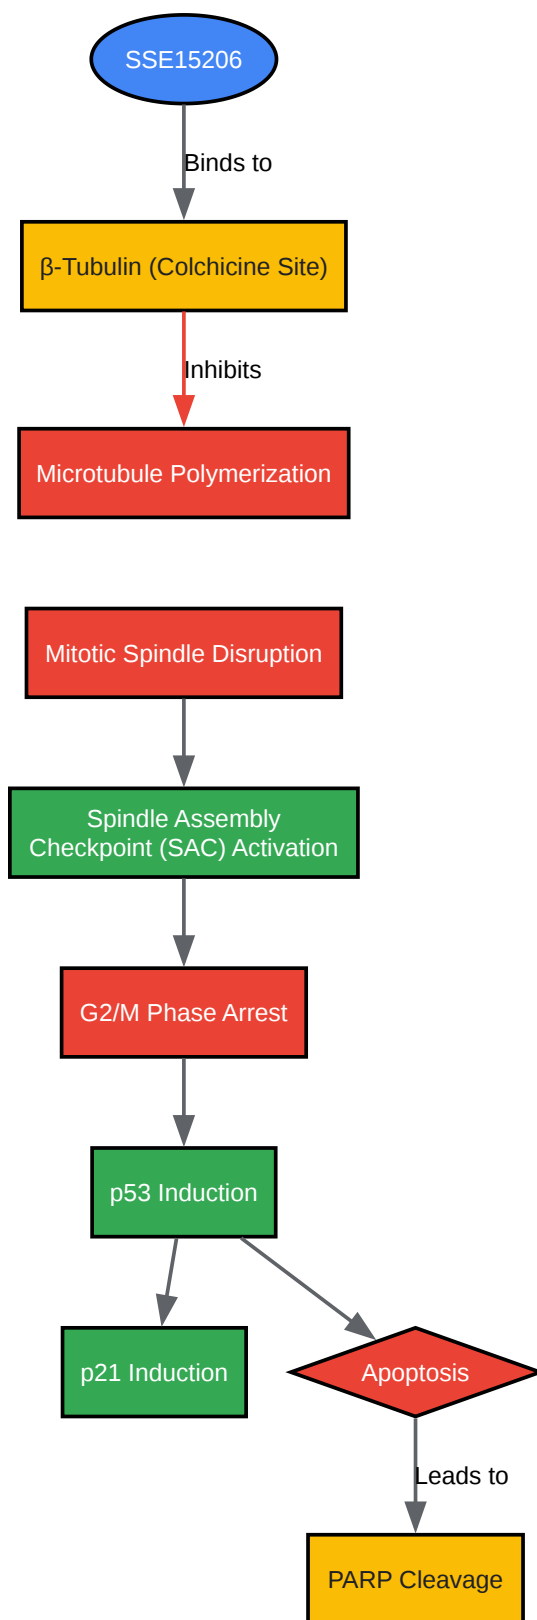 SSE15206
Binds to
β-Tubulin (Colchicine Site)
Inhibits
Microtubule Polymerization
Mitotic Spindle Disruption
Spindle Assembly
Checkpoint (SAC) Activation
G2/M Phase Arrest
p53 Induction
p21 Induction
Apoptosis
Leads to
PARP Cleavage